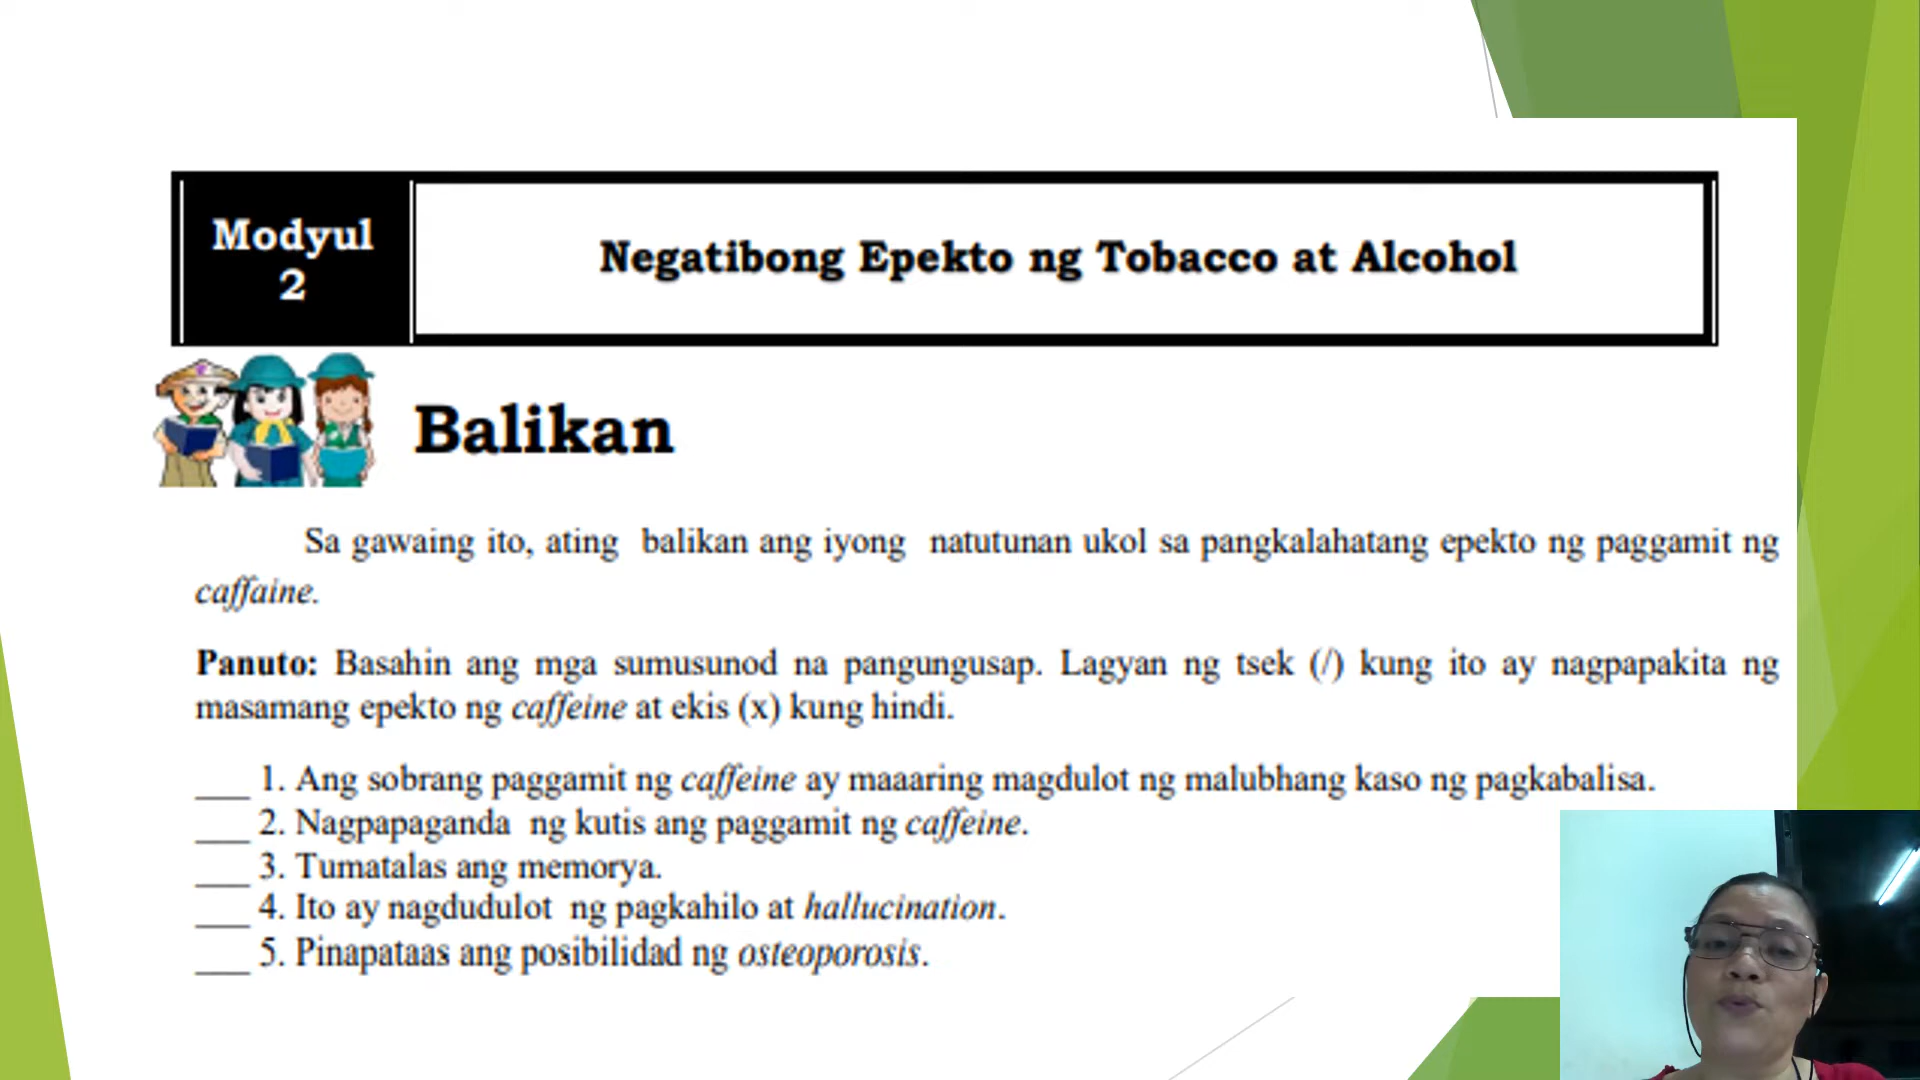 Modyul
2
Negatibong Epekto ng Tobacco at Alcohol
Balikan
Sa gawaing ito, ating balikan ang iyong natutunan ukol sa pangkalahatang epekto ng paggamit ng
caffaine.
Panuto: Basahin ang mga sumusunod na pangungusap. Lagyan ng tsek (/) kung ito ay nagpapakita ng
masamang epekto ng caffeine at ekis (x) kung hindi.
___ 1. Ang sobrang paggamit ng caffeine ay maaaring magdulot ng malubhang kaso ng pagkabalisa.
___ 2. Nagpapaganda ng kutis ang paggamit ng caffeine.
___ 3. Tumatalas ang memorya.
___ 4. Ito ay nagdudulot ng pagkahilo at hallucination.
___ 5. Pinapataas ang posibilidad ng osteoporosis.